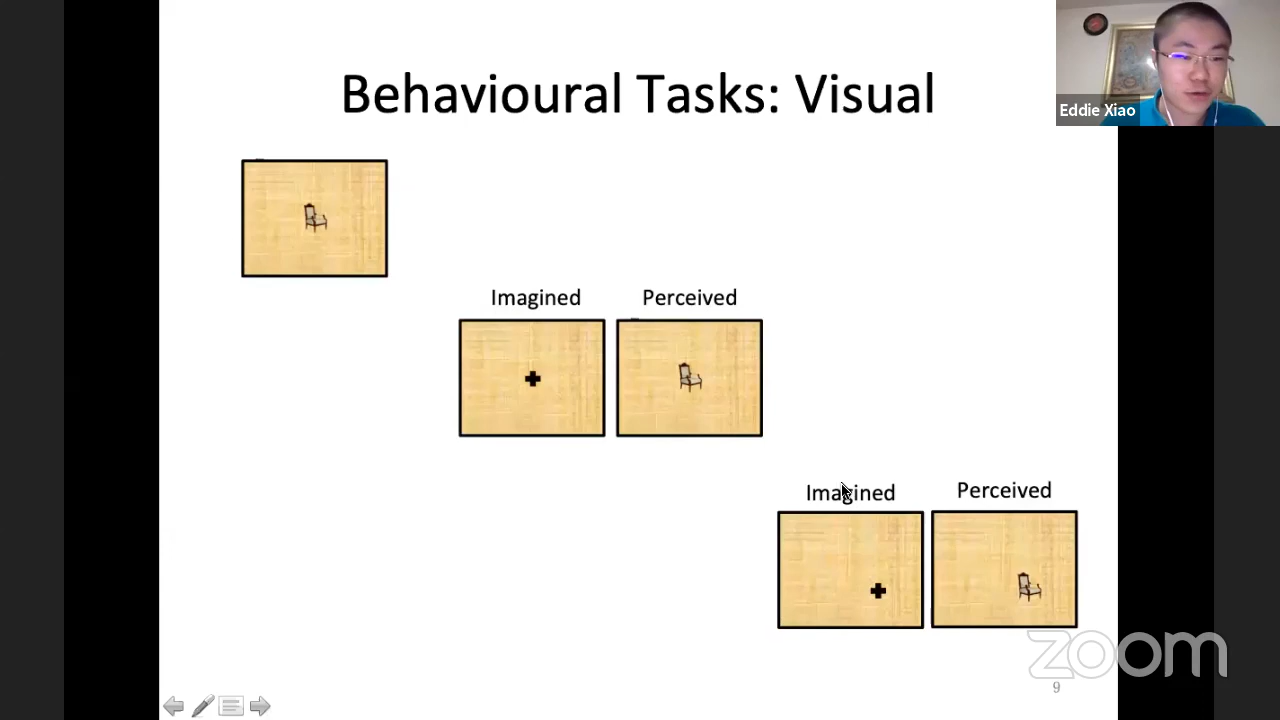 Behavioural Tasks: Visual
Eddie Xiao
Imagined Perceived
Imagined Perceived
zoom
9